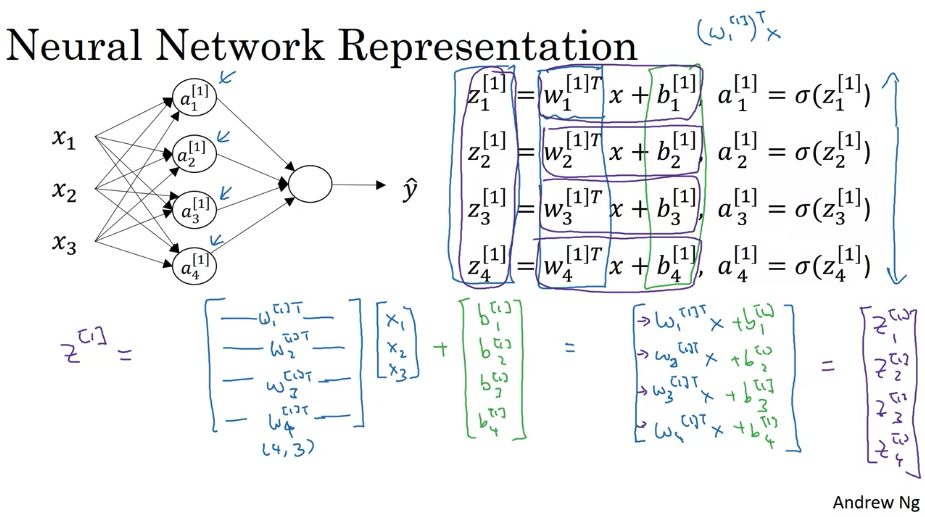 Neural Network Representation
(w₁^[1])^T x
x₁
x₂
x₃
a₁^[1]
a₂^[1]
a₃^[1]
a₄^[1]
ŷ
z₁^[1] = w₁^[1]T x + b₁^[1], a₁^[1] = σ(z₁^[1])
z₂^[1] = w₂^[1]T x + b₂^[1], a₂^[1] = σ(z₂^[1])
z₃^[1] = w₃^[1]T x + b₃^[1], a₃^[1] = σ(z₃^[1])
z₄^[1] = w₄^[1]T x + b₄^[1], a₄^[1] = σ(z₄^[1])
z^[1] =
w₁^[1]T
w₂^[1]T
w₃^[1]T
w₄^[1]T
(4,3)
x₁
x₂
x₃
+
b₁^[1]
b₂^[1]
b₃^[1]
b₄^[1]
=
→ w₁^[1]T x + b₁^[1]
→ w₂^[1]T x + b₂^[1]
→ w₃^[1]T x + b₃^[1]
→ w₄^[1]T x + b₄^[1]
=
z₁^[1]
z₂^[1]
z₃^[1]
z₄^[1]
Andrew Ng